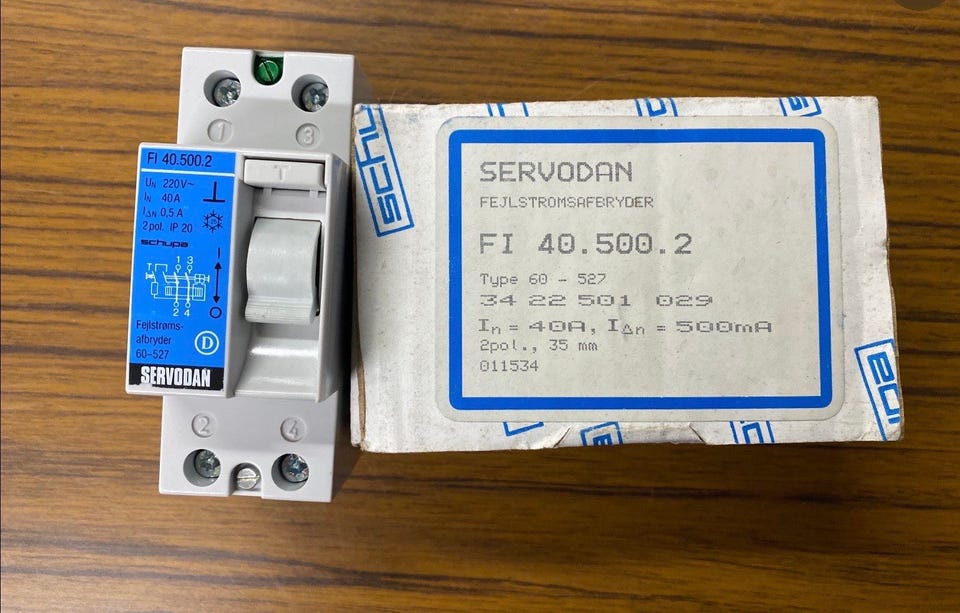 1
3
FI 40.500.2
T
UN 220V~
IN 40A
IΔN 0,5 A
2pol. IP 20
schupa
1 3
T
I
O
2 4
Fejlstrøms-
afbryder
60-527
D
SERVODAN
2
4
SCHU
SERVODAN
FEJLSTROMSAFBRYDER
FI 40.500.2
Type 60 - 527
34 22 501 029
In = 40A, IΔn = 500mA
2pol., 35 mm
011534